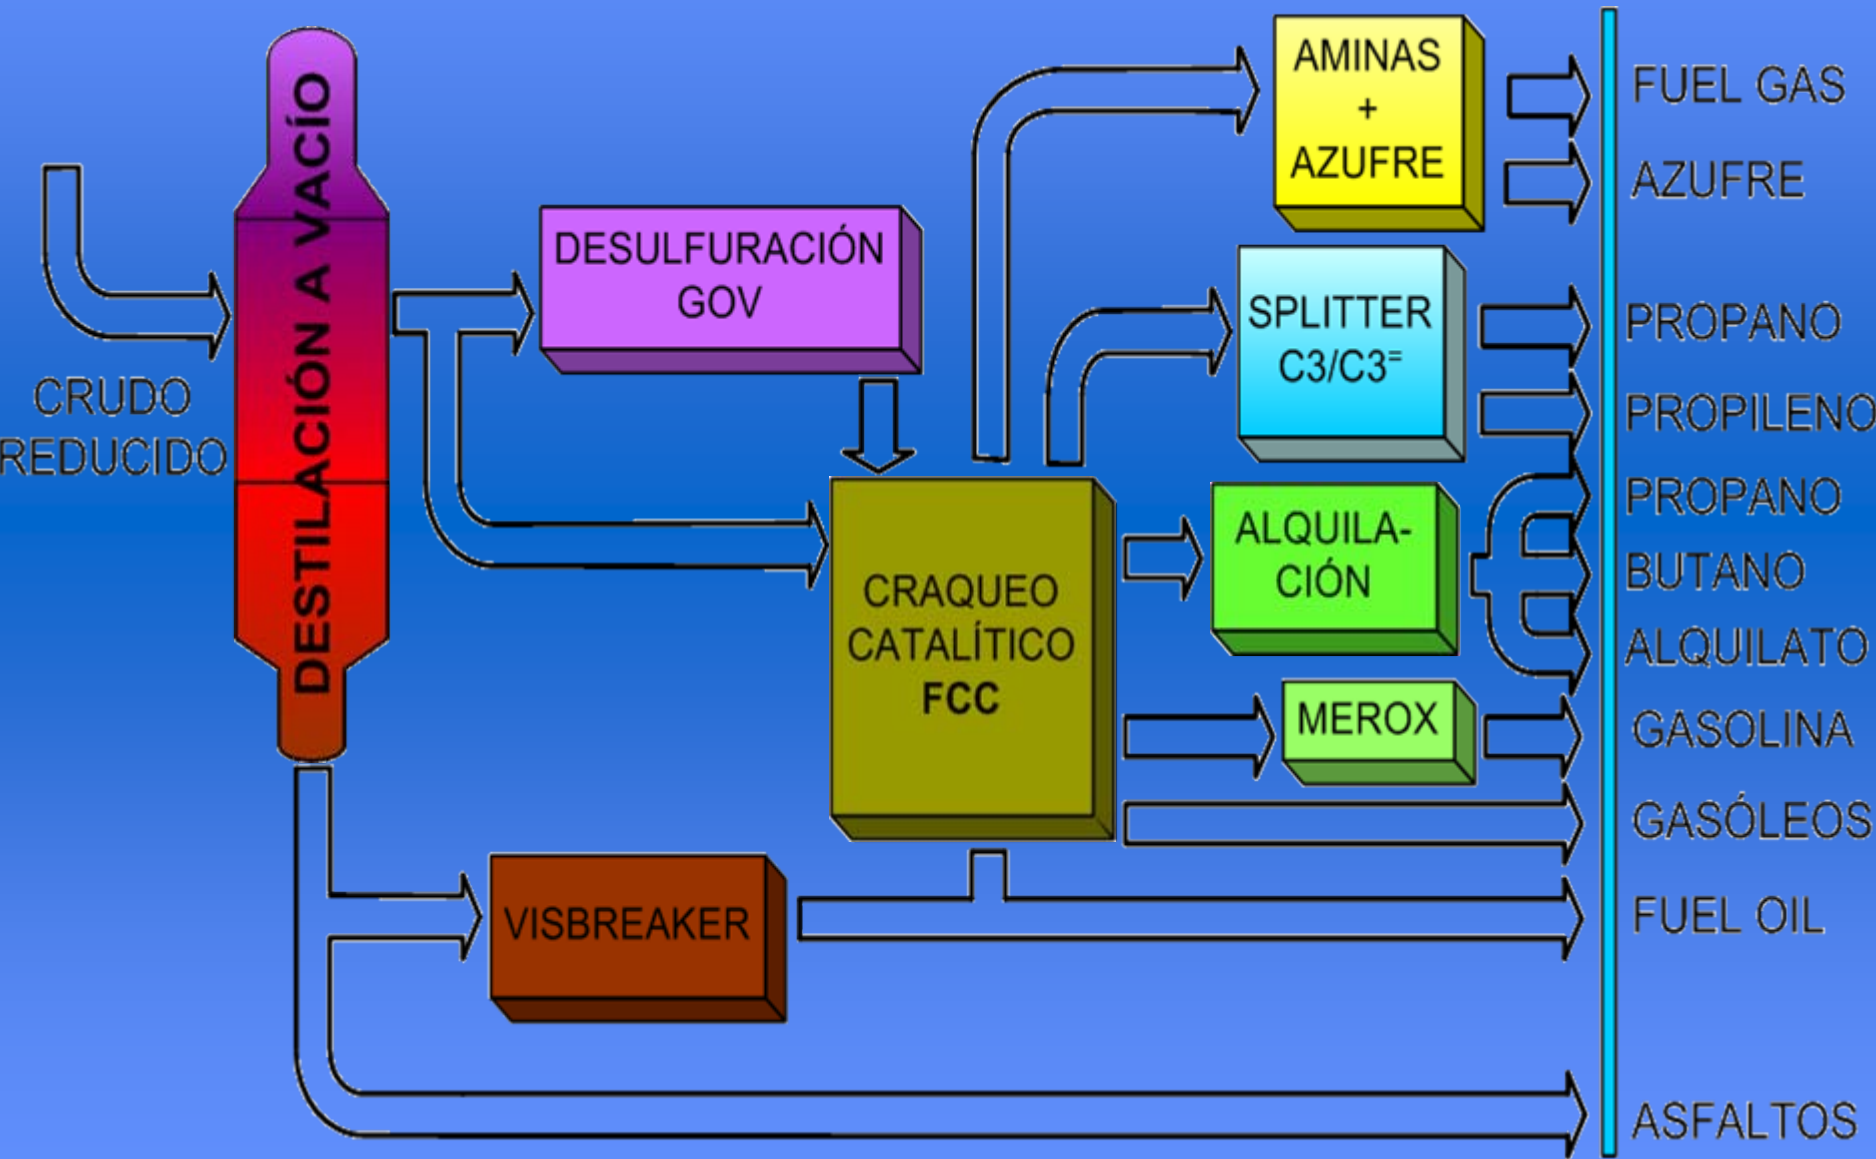 CRUDO
REDUCIDO
DESTILACIÓN A VACÍO
DESULFURACIÓN
GOV
CRAQUEO
CATALÍTICO
FCC
VISBREAKER
AMINAS
+
AZUFRE
SPLITTER
C3/C3⁼
ALQUILA-
CIÓN
MEROX
FUEL GAS
AZUFRE
PROPANO
PROPILENO
PROPANO
BUTANO
ALQUILATO
GASOLINA
GASÓLEOS
FUEL OIL
ASFALTOS